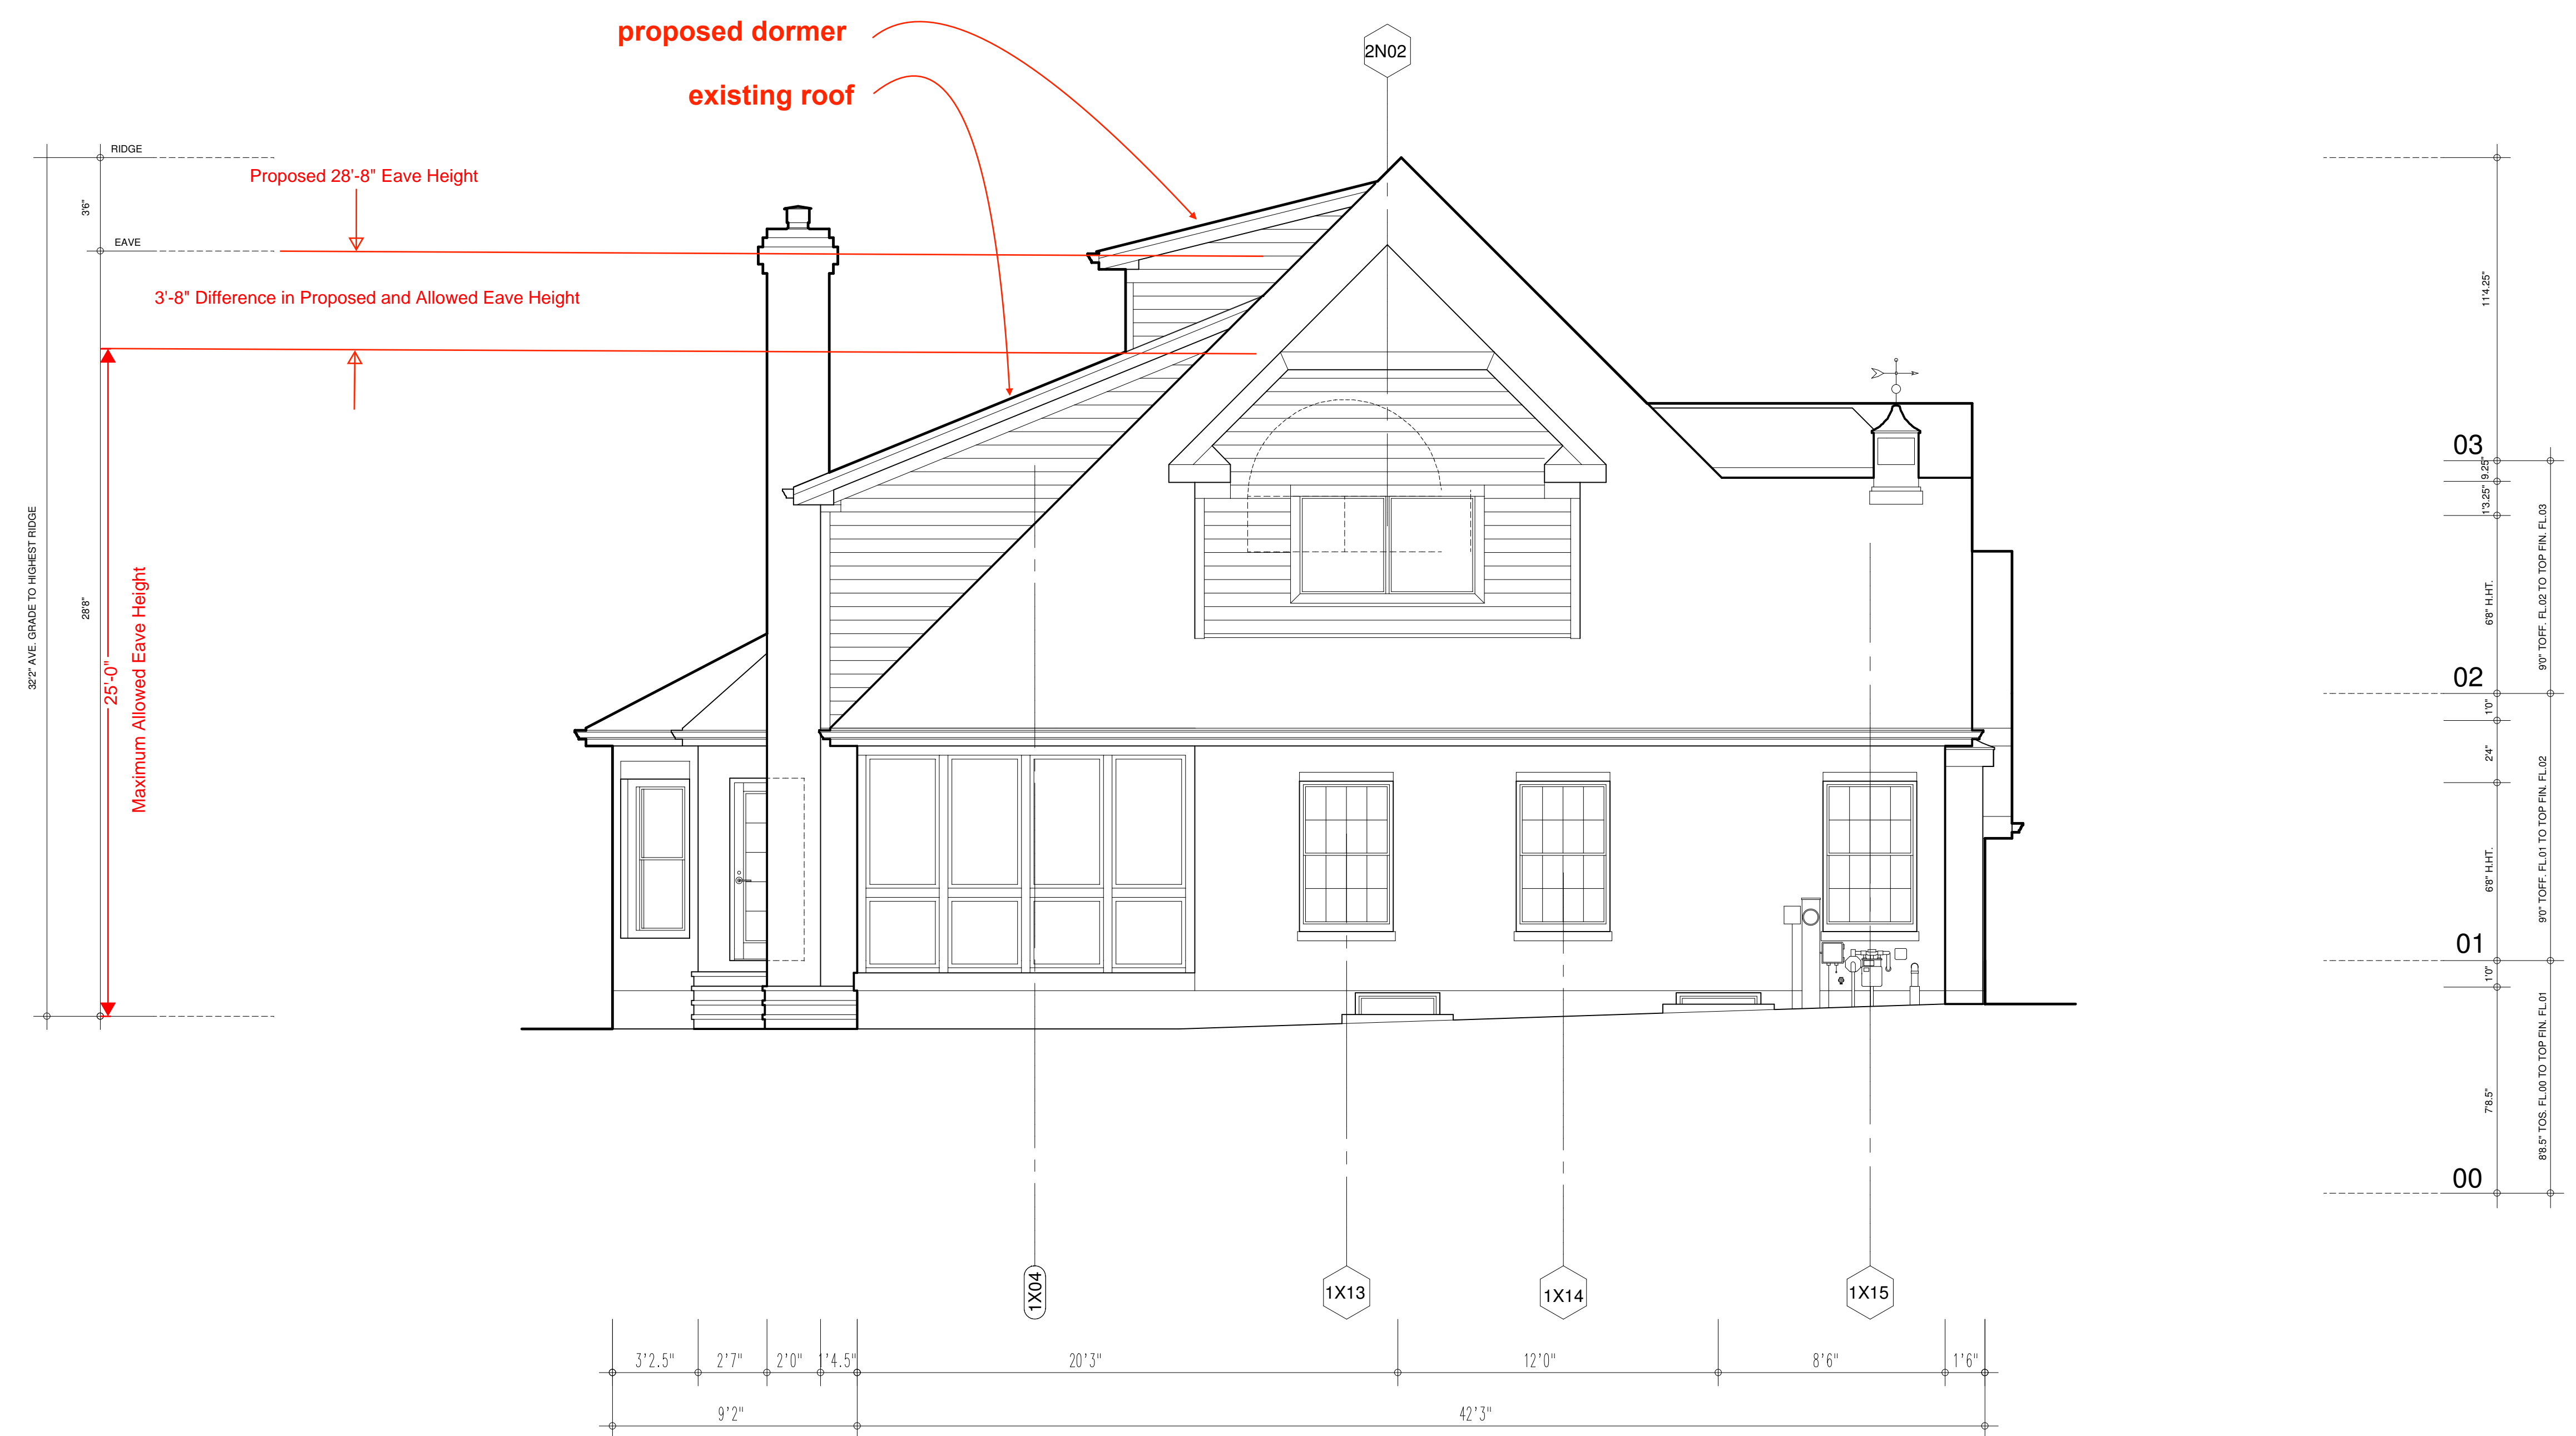 proposed dormer
existing roof
2N02
RIDGE
Proposed 28'-8" Eave Height
3'6"
EAVE
3'-8" Difference in Proposed and Allowed Eave Height
32'2" AVE. GRADE TO HIGHEST RIDGE
28'8"
25'-0"
Maximum Allowed Eave Height
11'4.25"
03
9.25"
1'3.25"
6'8" H.HT.
9'0" TOFF. FL.02 TO TOP FIN. FL.03
02
1'0"
2'4"
6'8" H.HT.
9'0" TOFF. FL.01 TO TOP FIN. FL.02
01
1'0"
7'8.5"
8'8.5" TOS. FL.00 TO TOP FIN. FL.01
00
1X04
1X13
1X14
1X15
3'2.5"
2'7"
2'0"
1'4.5"
20'3"
12'0"
8'6"
1'6"
9'2"
42'3"